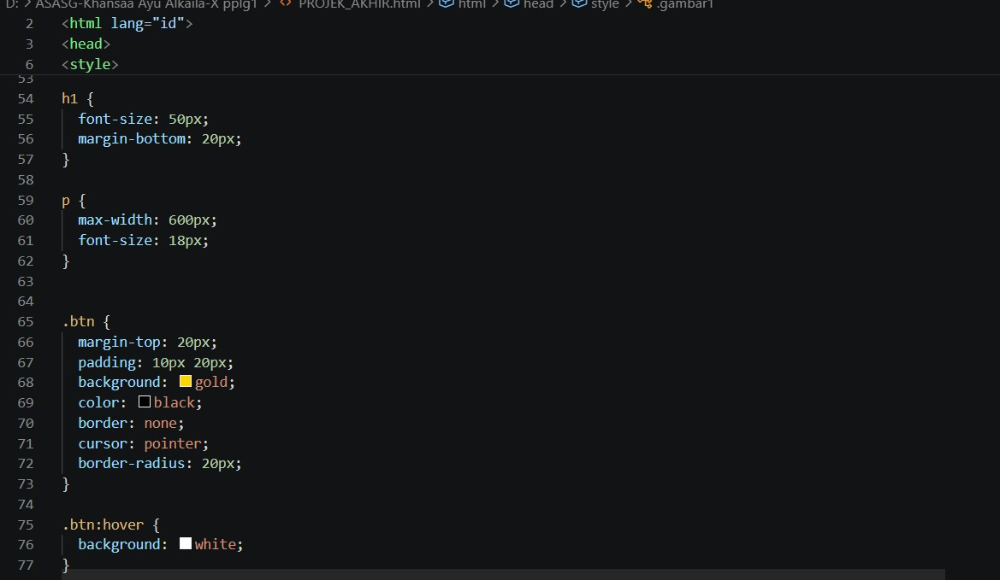 D: > ASASG-Khansaa Ayu Alkaila-X pplg1 > <> PROJEK_AKHIR.html > html > head > style > .gambar1
2 <html lang="id">
3 <head>
6 <style>
53
54 h1 {
55 font-size: 50px;
56 margin-bottom: 20px;
57 }
58
59 p {
60 max-width: 600px;
61 font-size: 18px;
62 }
63
64
65 .btn {
66 margin-top: 20px;
67 padding: 10px 20px;
68 background: gold;
69 color: black;
70 border: none;
71 cursor: pointer;
72 border-radius: 20px;
73 }
74
75 .btn:hover {
76 background: white;
77 }